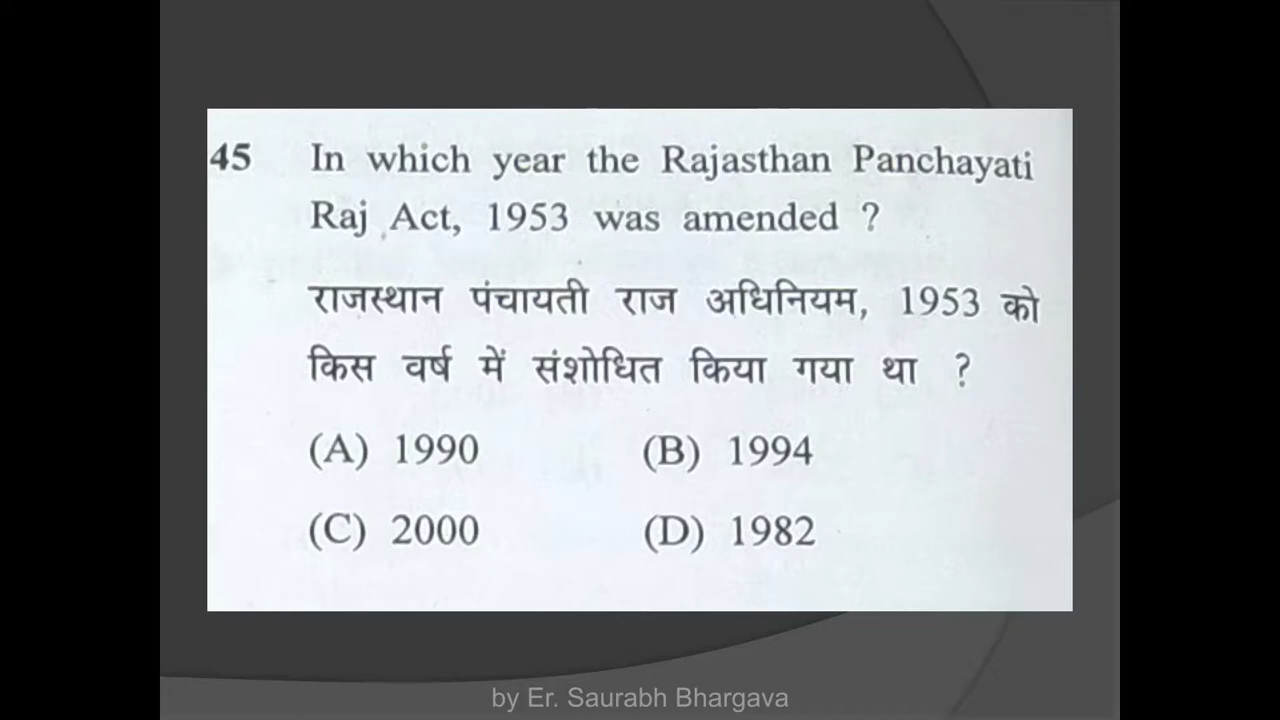 45 In which year the Rajasthan Panchayati
Raj Act, 1953 was amended ?
राजस्थान पंचायती राज अधिनियम, 1953 को
किस वर्ष में संशोधित किया गया था ?
(A) 1990 (B) 1994
(C) 2000 (D) 1982
by Er. Saurabh Bhargava